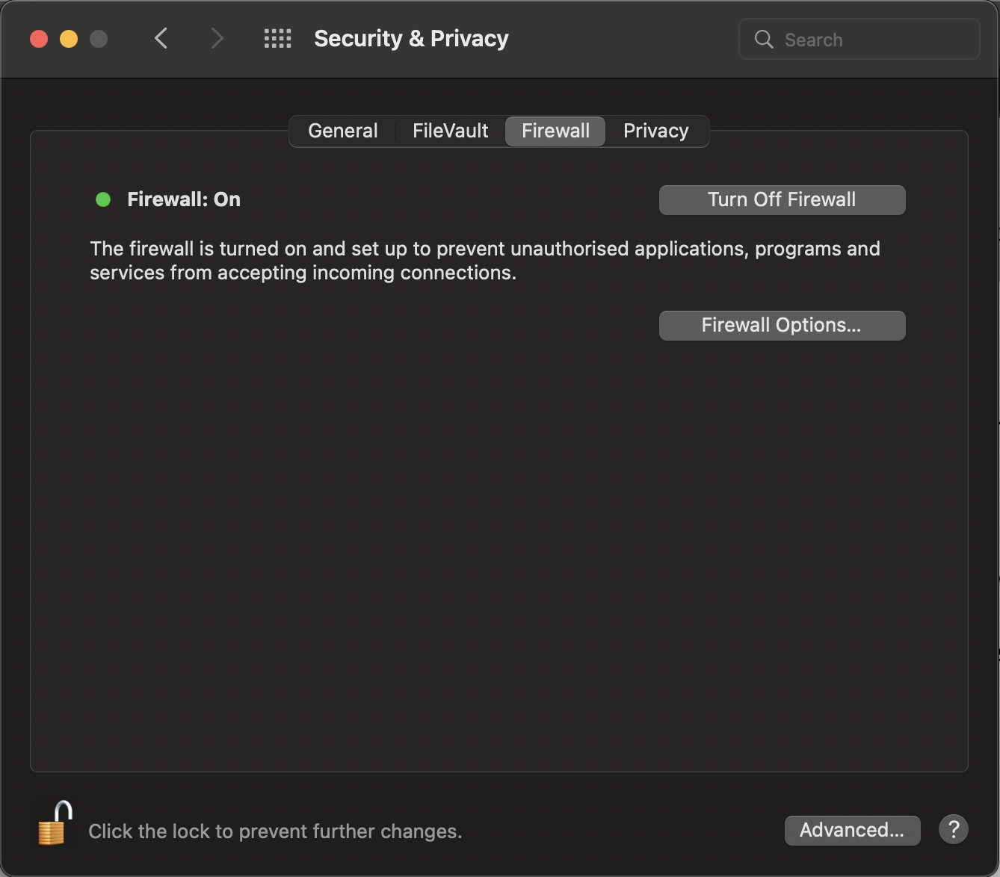 Security & Privacy
Search
General
FileVault
Firewall
Privacy
Firewall: On
Turn Off Firewall
The firewall is turned on and set up to prevent unauthorised applications, programs and
services from accepting incoming connections.
Firewall Options...
Click the lock to prevent further changes.
Advanced...
?